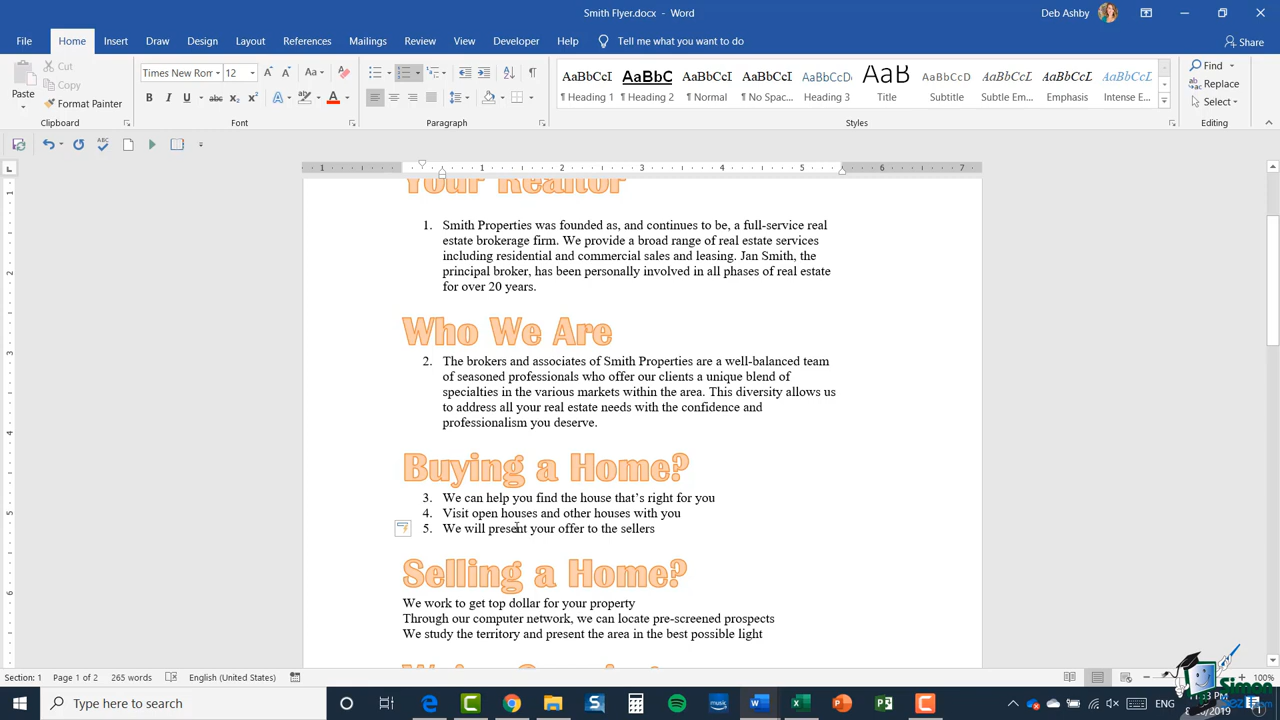 Smith Flyer.docx - Word
Deb Ashby
File Home Insert Draw Design Layout References Mailings Review View Developer Help Tell me what you want to do Share
Cut
Copy
Paste
Format Painter
Clipboard
Times New Rom 12
Font
Paragraph
AaBbCcI AaBbC AaBbCcI AaBbCcI AaBbCcD AaB AaBbCcD AaBbCcI AaBbCcI AaBbCcI
¶ Heading 1 ¶ Heading 2 ¶ Normal ¶ No Spac... Heading 3 Title Subtitle Subtle Em... Emphasis Intense E...
Styles
Find
Replace
Select
Editing
1 1 2 3 4 5 6 7
Your Realtor
1. Smith Properties was founded as, and continues to be, a full-service real
estate brokerage firm. We provide a broad range of real estate services
including residential and commercial sales and leasing. Jan Smith, the
principal broker, has been personally involved in all phases of real estate
for over 20 years.
Who We Are
2. The brokers and associates of Smith Properties are a well-balanced team
of seasoned professionals who offer our clients a unique blend of
specialties in the various markets within the area. This diversity allows us
to address all your real estate needs with the confidence and
professionalism you deserve.
Buying a Home?
3. We can help you find the house that's right for you
4. Visit open houses and other houses with you
5. We will present your offer to the sellers
Selling a Home?
We work to get top dollar for your property
Through our computer network, we can locate pre-screened prospects
We study the territory and present the area in the best possible light
Section: 1 Page 1 of 2 265 words English (United States) 100%
Type here to search
ENG